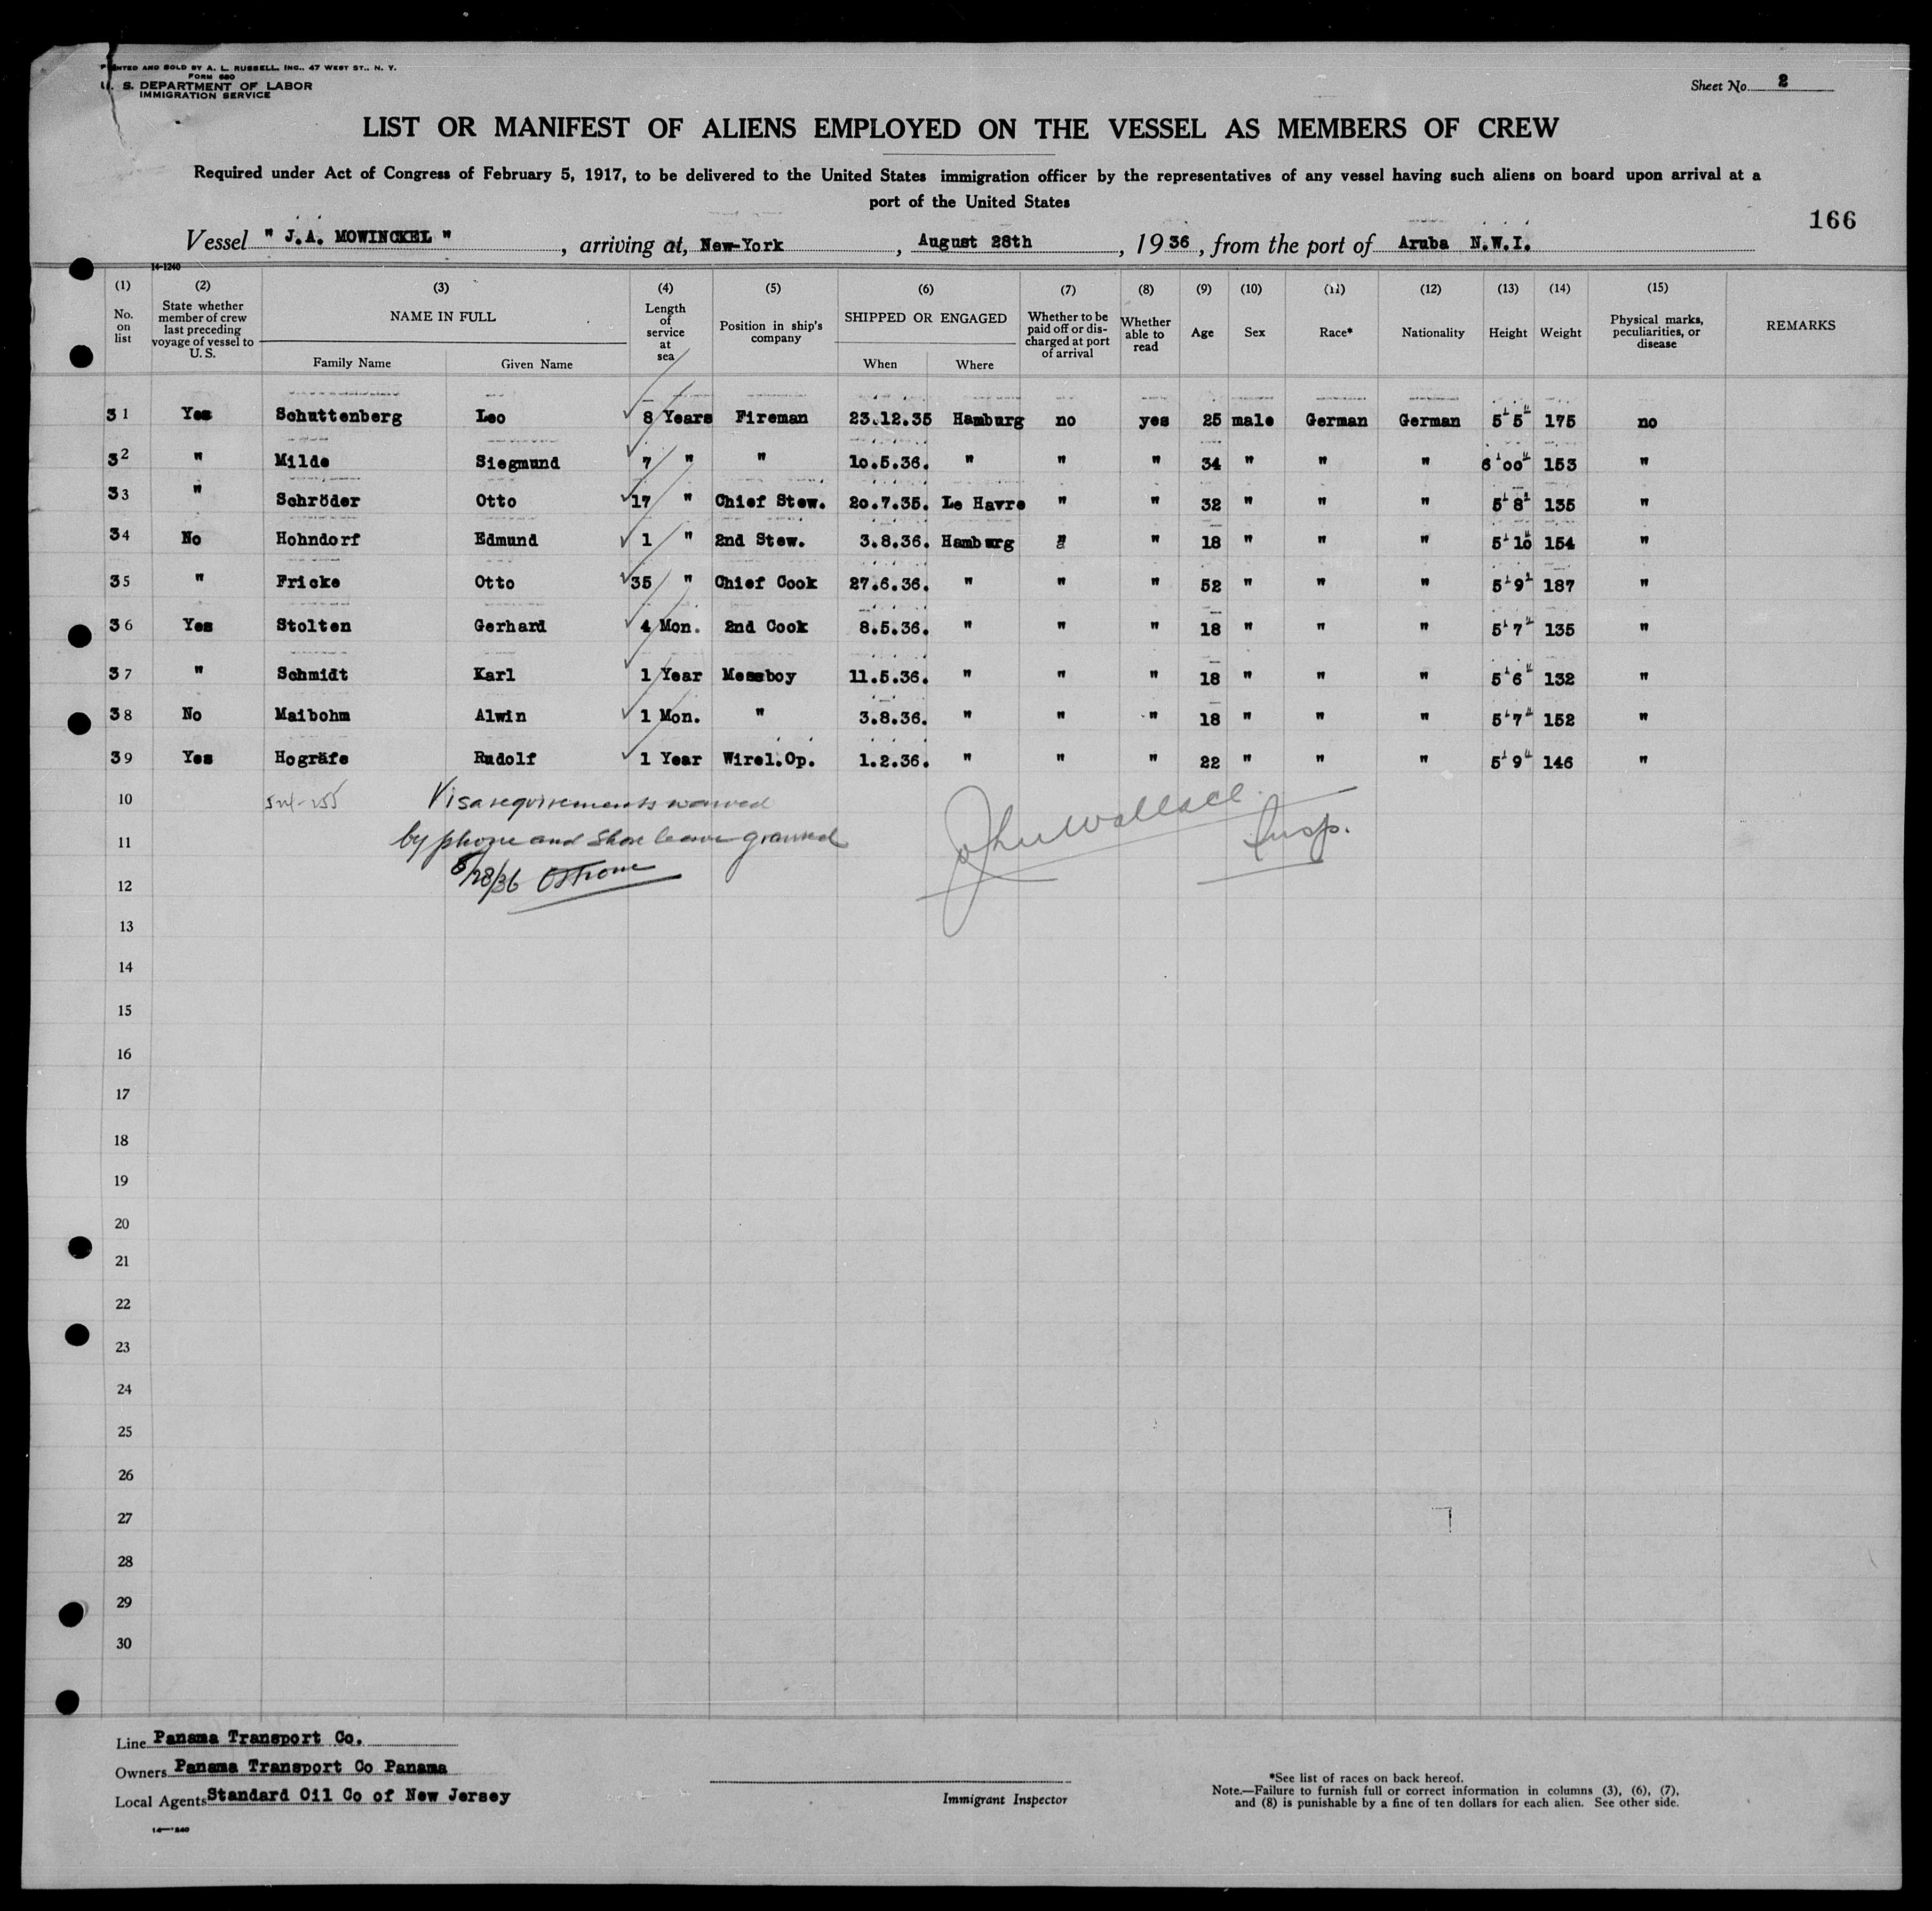 PRINTED AND SOLD BY A. L. RUSSELL, INC., 47 WEST ST., N. Y.
FORM 680
U. S. DEPARTMENT OF LABOR
IMMIGRATION SERVICE
Sheet No. 2
LIST OR MANIFEST OF ALIENS EMPLOYED ON THE VESSEL AS MEMBERS OF CREW
Required under Act of Congress of February 5, 1917, to be delivered to the United States immigration officer by the representatives of any vessel having such aliens on board upon arrival at a
port of the United States
166
Vessel " J.A. MOWINCKEL ", arriving at, New-York, August 28th, 1936, from the port of Aruba N.W.I.
14-1240
(1) (2) (3) (4) (5) (6) (7) (8) (9) (10) (11) (12) (13) (14) (15)
No. on list State whether member of crew last preceding voyage of vessel to U. S. NAME IN FULL Family Name Given Name Length of service at sea Position in ship's company SHIPPED OR ENGAGED When Where Whether to be paid off or discharged at port of arrival Whether able to read Age Sex Race* Nationality Height Weight Physical marks, peculiarities, or disease REMARKS
31 Yes Schuttenberg Leo 8 Years Fireman 23.12.35 Hamburg no yes 25 male German German 5'5" 175 no
32 " Milde Siegmund 7 " " 10.5.36. " " " 34 " " " 6'00" 153 "
33 " Schröder Otto 17 " Chief Stew. 20.7.35. Le Havre " " 32 " " " 5'8" 135 "
34 No Hohndorf Edmund 1 " 2nd Stew. 3.8.36. Hamburg " " 18 " " " 5'10" 154 "
35 " Fricke Otto 35 " Chief Cook 27.6.36. " " " 52 " " " 5'9" 187 "
36 Yes Stolten Gerhard 4 Mon. 2nd Cook 8.5.36. " " " 18 " " " 5'7" 135 "
37 " Schmidt Karl 1 Year Messboy 11.5.36. " " " 18 " " " 5'6" 132 "
38 No Maibohm Alwin 1 Mon. " 3.8.36. " " " 18 " " " 5'7" 152 "
39 Yes Hogräfe Rudolf 1 Year Wirel.Op. 1.2.36. " " " 22 " " " 5'9" 146 "
10 Visa requirements waived
John Wallace
11 by phone and shore leave granted
Insp.
12 8/28/36
13
14
15
16
17
18
19
20
21
22
23
24
25
26
27
28
29
30
Line Panama Transport Co.
Owners Panama Transport Co Panama
Local Agents Standard Oil Co of New Jersey
Immigrant Inspector
*See list of races on back hereof.
Note.—Failure to furnish full or correct information in columns (3), (6), (7),
and (8) is punishable by a fine of ten dollars for each alien. See other side.